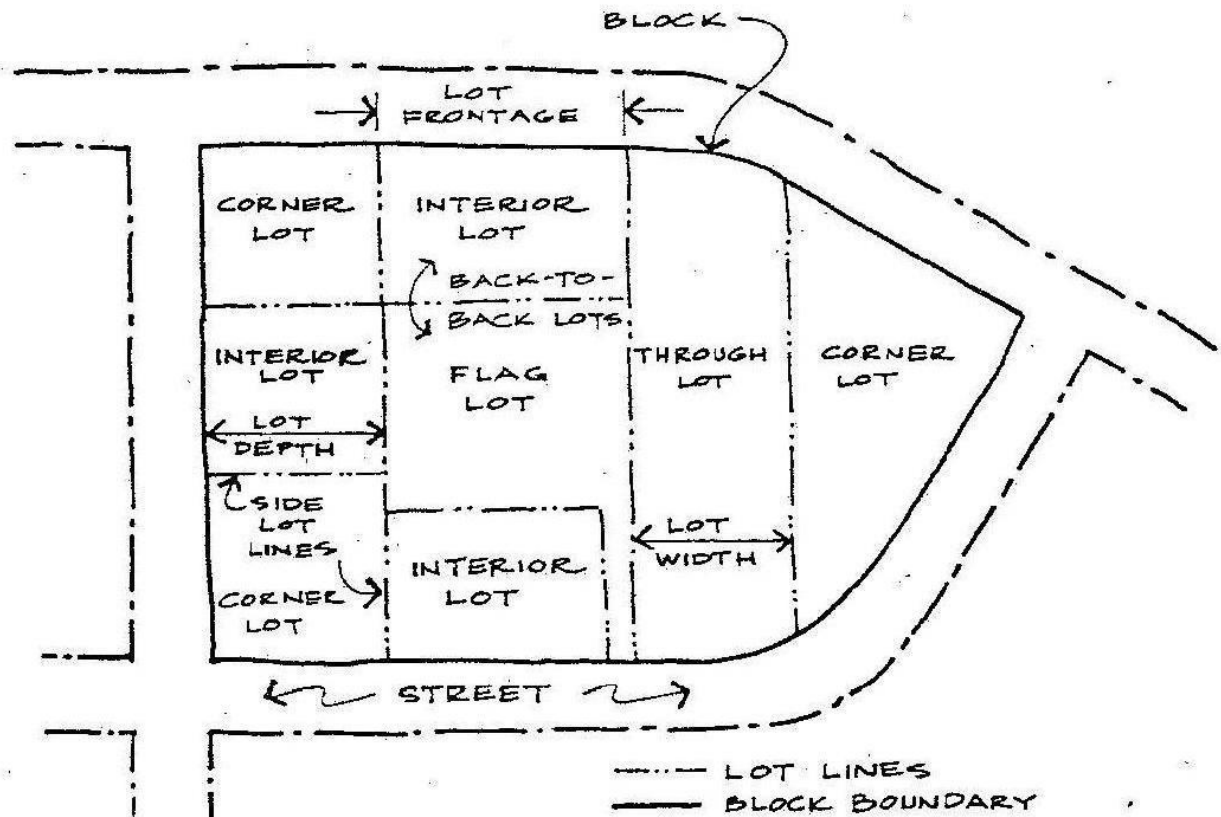 BLOCK
LOT
FRONTAGE
CORNER
LOT
INTERIOR
LOT
BACK-TO-
BACK LOTS
INTERIOR
LOT
FLAG
LOT
THROUGH
LOT
CORNER
LOT
LOT
DEPTH
SIDE
LOT
LINES
LOT
WIDTH
CORNER
LOT
INTERIOR
LOT
STREET
LOT LINES
BLOCK BOUNDARY